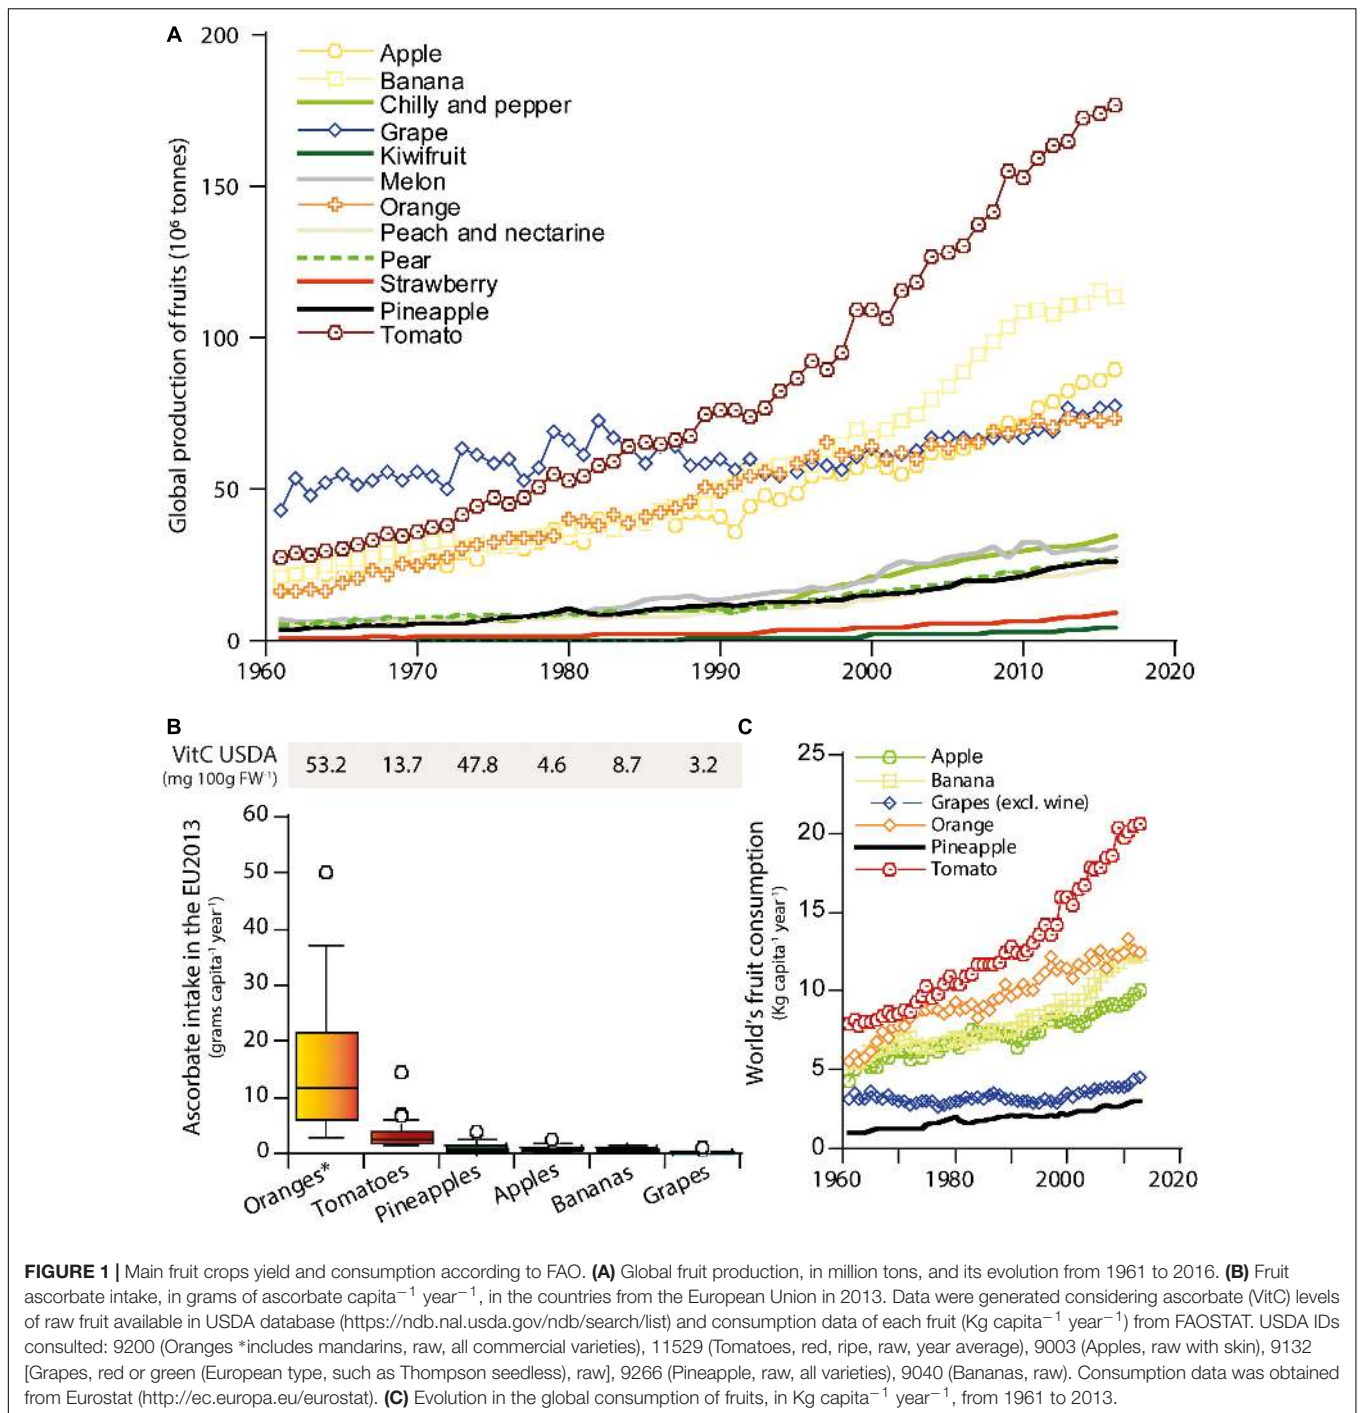 A
200
150
100
50
0
Global production of fruits (10⁶ tonnes)
Apple
Banana
Chilly and pepper
Grape
Kiwifruit
Melon
Orange
Peach and nectarine
Pear
Strawberry
Pineapple
Tomato
1960 1970 1980 1990 2000 2010 2020
B
VitC USDA
(mg 100g FW⁻¹)
53.2 13.7 47.8 4.6 8.7 3.2
Ascorbate intake in the EU2013
(grams capita⁻¹ year⁻¹)
60
50
40
30
20
10
0
Oranges* Tomatoes Pineapples Apples Bananas Grapes
C
World's fruit consumption
(Kg capita⁻¹ year⁻¹)
25
20
15
10
5
0
Apple
Banana
Grapes (excl. wine)
Orange
Pineapple
Tomato
1960 1980 2000 2020
FIGURE 1 | Main fruit crops yield and consumption according to FAO. (A) Global fruit production, in million tons, and its evolution from 1961 to 2016. (B) Fruit
ascorbate intake, in grams of ascorbate capita⁻¹ year⁻¹, in the countries from the European Union in 2013. Data were generated considering ascorbate (VitC) levels
of raw fruit available in USDA database (https://ndb.nal.usda.gov/ndb/search/list) and consumption data of each fruit (Kg capita⁻¹ year⁻¹) from FAOSTAT. USDA IDs
consulted: 9200 (Oranges *includes mandarins, raw, all commercial varieties), 11529 (Tomatoes, red, ripe, raw, year average), 9003 (Apples, raw with skin), 9132
[Grapes, red or green (European type, such as Thompson seedless), raw], 9266 (Pineapple, raw, all varieties), 9040 (Bananas, raw). Consumption data was obtained
from Eurostat (http://ec.europa.eu/eurostat). (C) Evolution in the global consumption of fruits, in Kg capita⁻¹ year⁻¹, from 1961 to 2013.